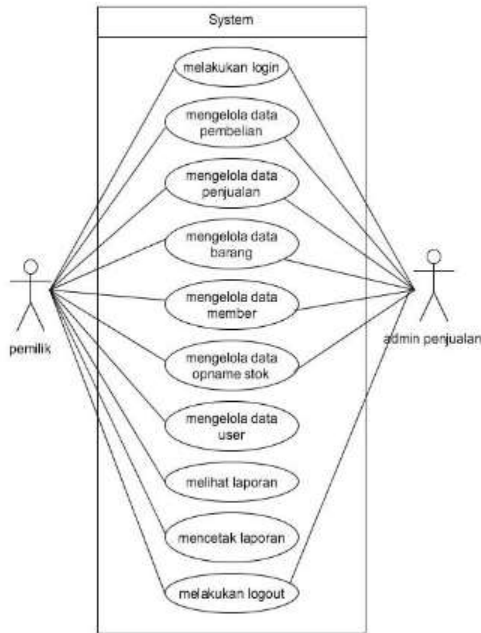 System
melakukan login
mengelola data
pembelian
mengelola data
penjualan
mengelola data
barang
mengelola data
member
mengelola data
opname stok
mengelola data
user
melihat laporan
mencetak laporan
melakukan logout
pemilik
admin penjualan